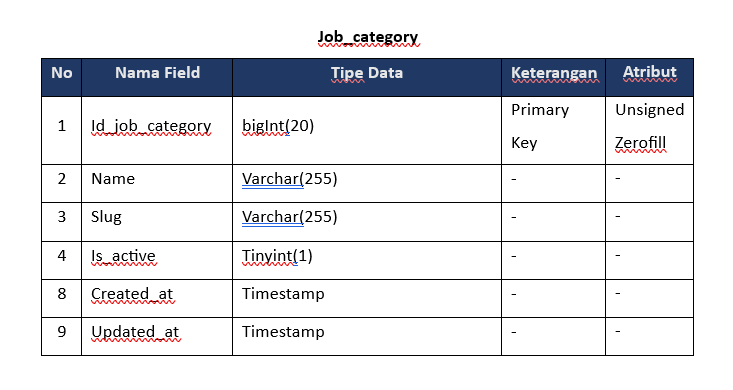 Job_category
No Nama Field Tipe Data Keterangan Atribut
1 Id_job_category bigInt(20) Primary Key Unsigned Zerofill
2 Name Varchar(255) - -
3 Slug Varchar(255) - -
4 Is_active Tinyint(1) - -
8 Created_at Timestamp - -
9 Updated_at Timestamp - -